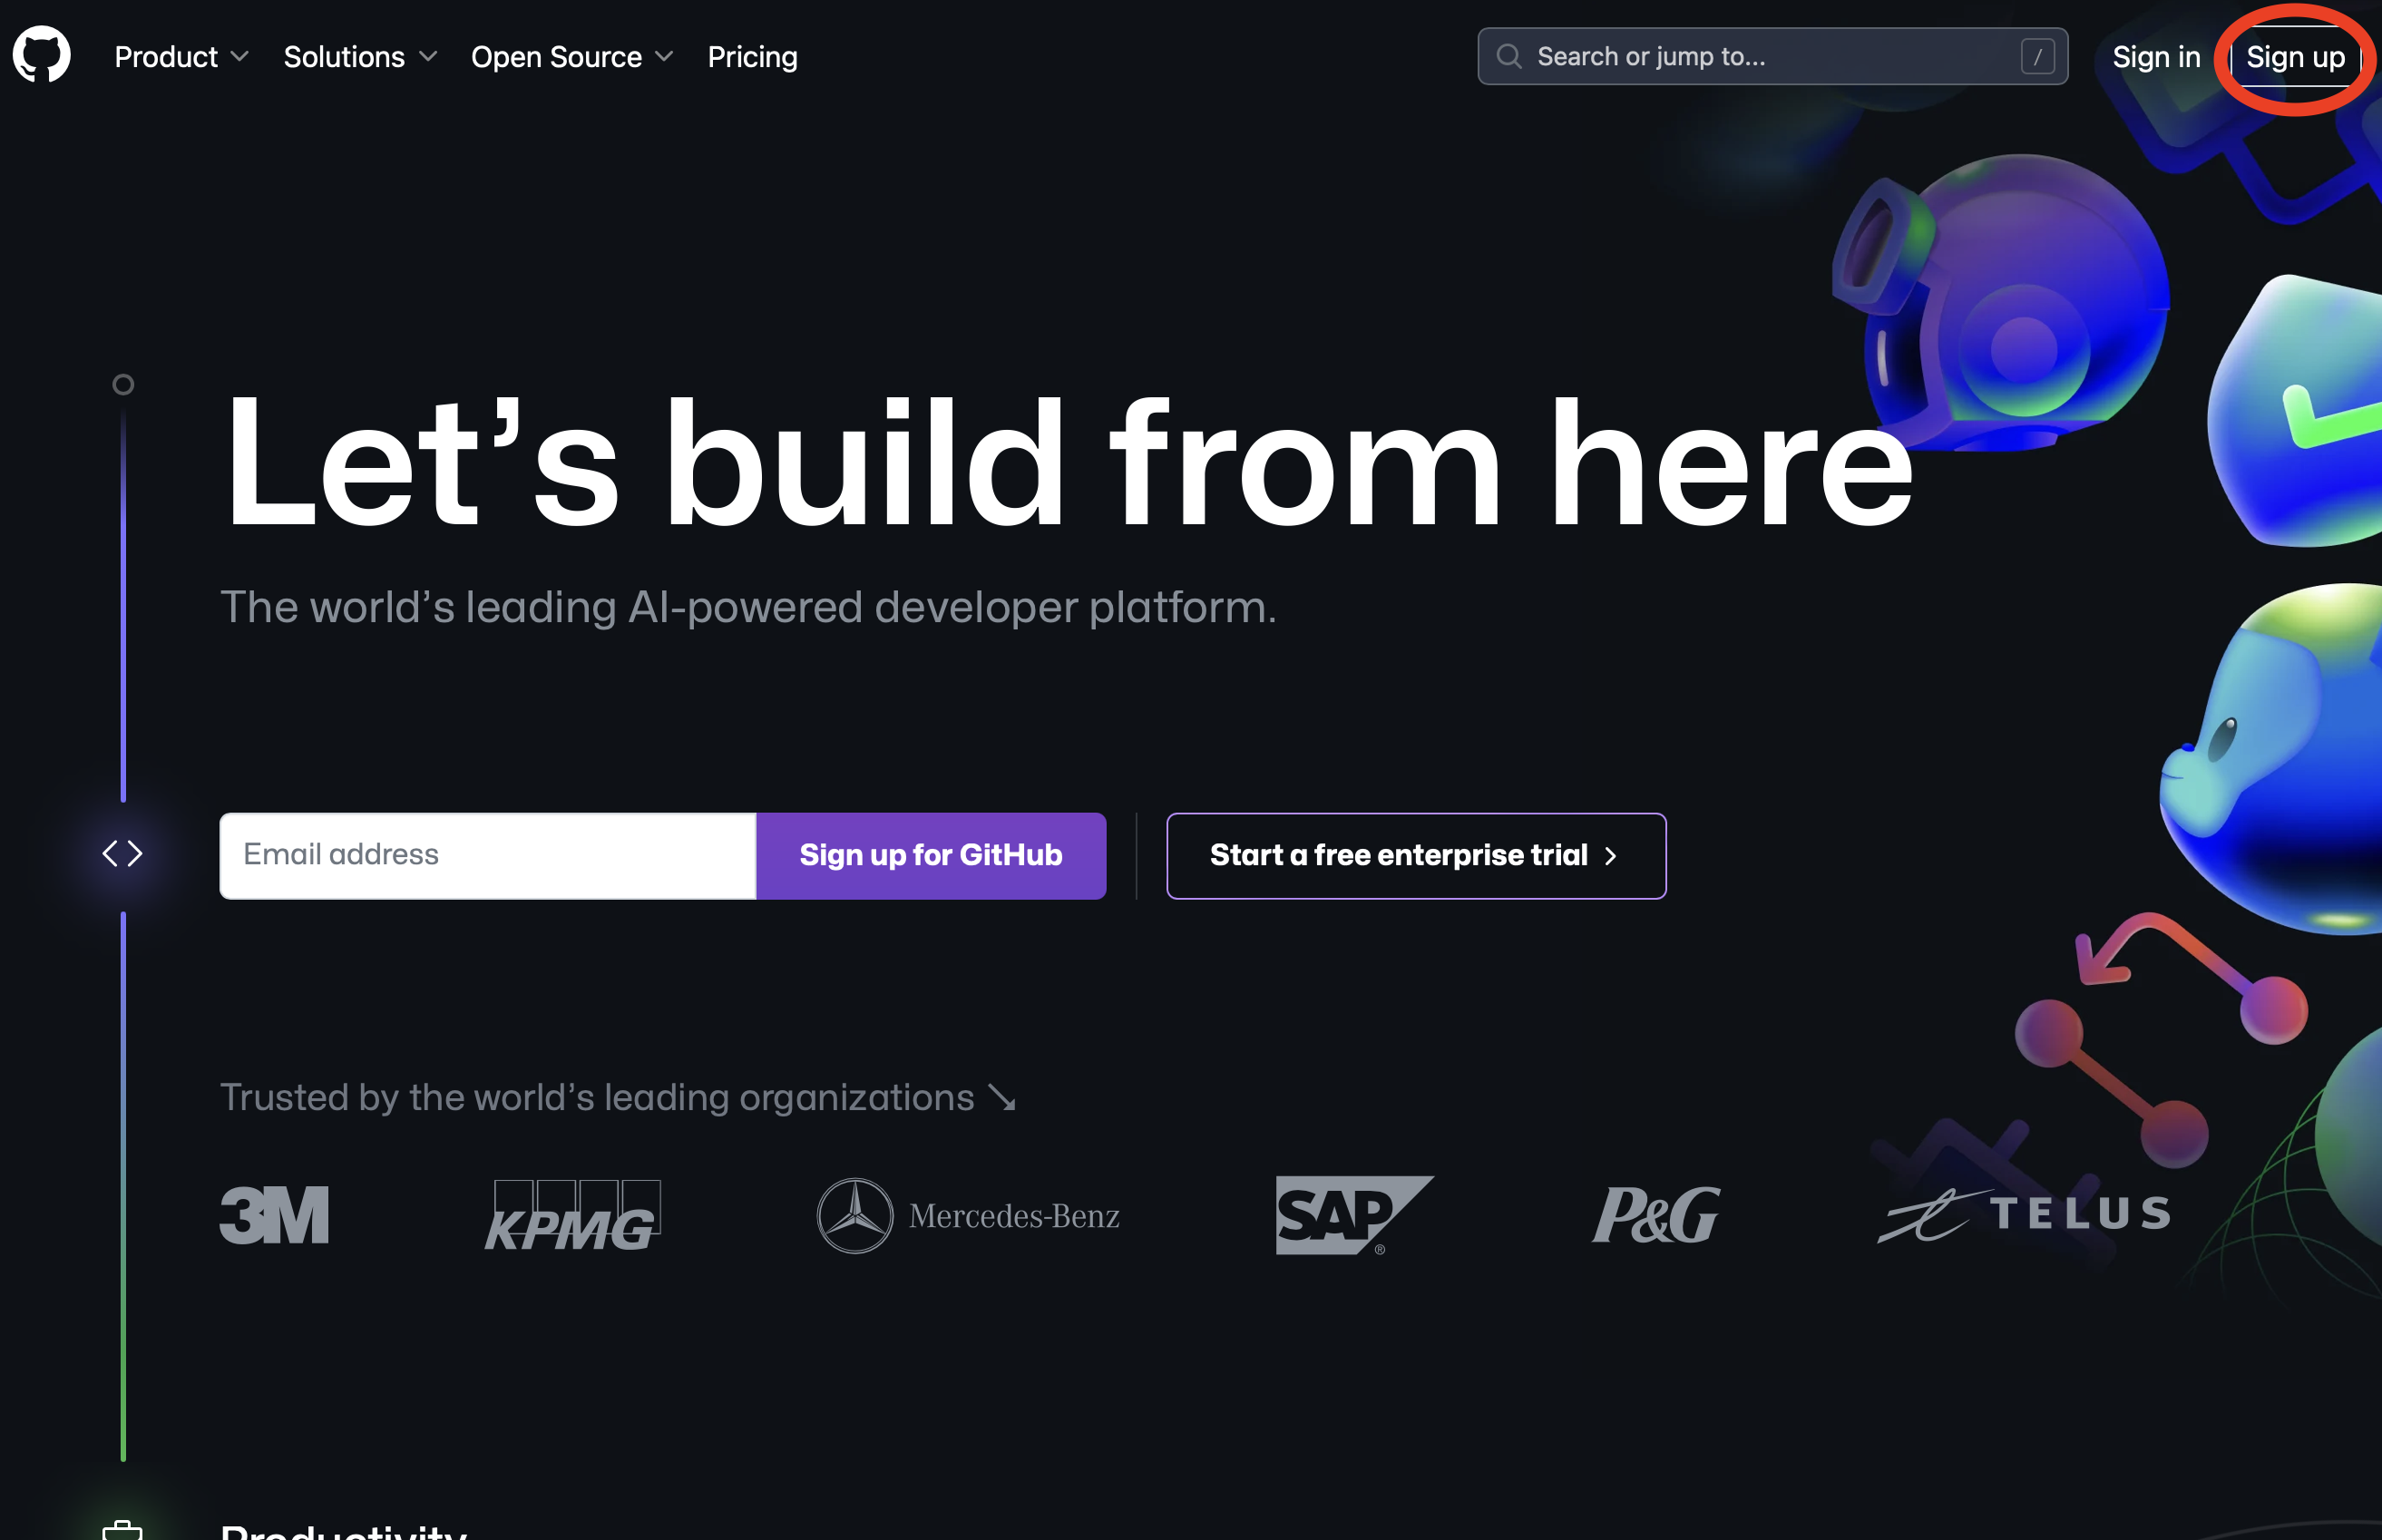 Product Solutions Open Source Pricing Search or jump to... / Sign in Sign up
Let’s build from here
The world’s leading AI-powered developer platform.
Email address Sign up for GitHub Start a free enterprise trial
Trusted by the world’s leading organizations
3M KPMG Mercedes-Benz SAP® P&G TELUS
Productivity